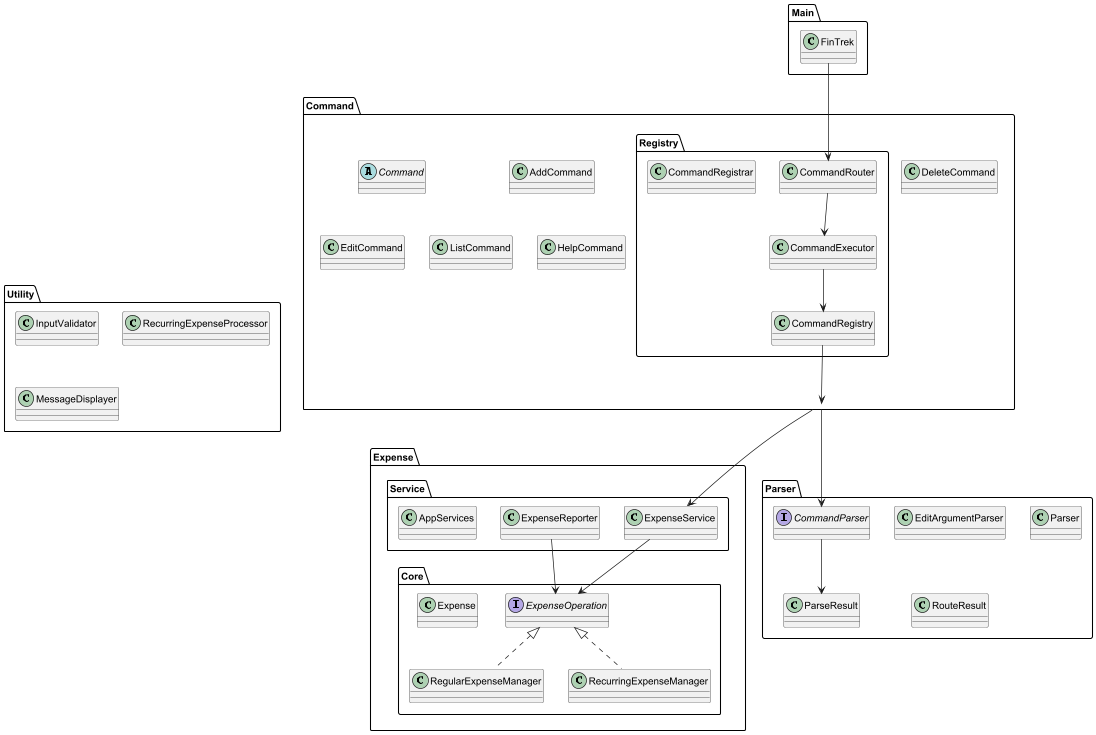 Main
C FinTrek
Command
Registry
A Command
C AddCommand
C CommandRegistrar
C CommandRouter
C DeleteCommand
C EditCommand
C ListCommand
C HelpCommand
C CommandExecutor
C CommandRegistry
Utility
C InputValidator
C RecurringExpenseProcessor
C MessageDisplayer
Expense
Service
C AppServices
C ExpenseReporter
C ExpenseService
Core
C Expense
I ExpenseOperation
C RegularExpenseManager
C RecurringExpenseManager
Parser
I CommandParser
C EditArgumentParser
C Parser
C ParseResult
C RouteResult